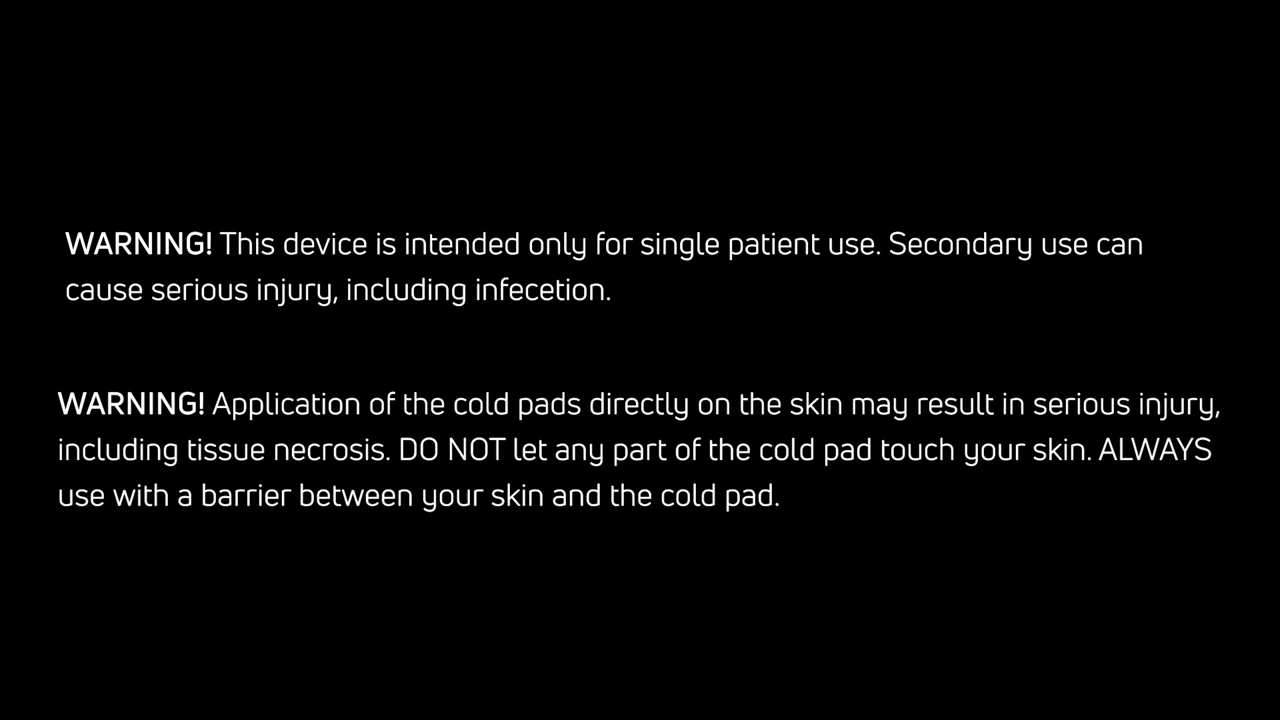 WARNING! This device is intended only for single patient use. Secondary use can
cause serious injury, including infecetion.
WARNING! Application of the cold pads directly on the skin may result in serious injury,
including tissue necrosis. DO NOT let any part of the cold pad touch your skin. ALWAYS
use with a barrier between your skin and the cold pad.